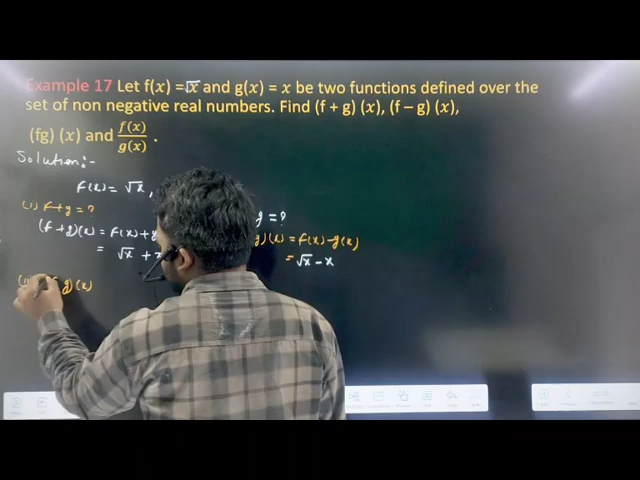 Example 17 Let f(x) =√x and g(x) = x be two functions defined over the
set of non negative real numbers. Find (f + g) (x), (f – g) (x),
(fg) (x) and f(x)/g(x) .
Solution:-
f(x) = √x ,
(i) f+g = ?
g = ?
(f+g)(x) = f(x)+g
g)(x) = f(x)-g(x)
= √x +
= √x - x
g)(x)